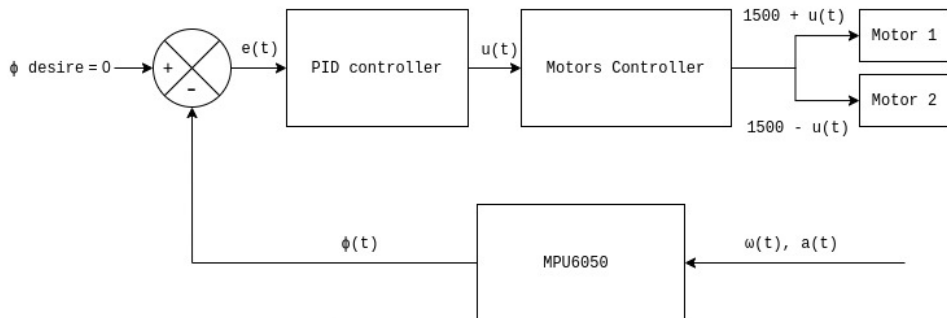 1500 + u(t)
Motor 1
e(t)
u(t)
ϕ desire = 0
+
-
PID controller
Motors Controller
Motor 2
1500 - u(t)
ϕ(t)
MPU6050
ω(t), a(t)